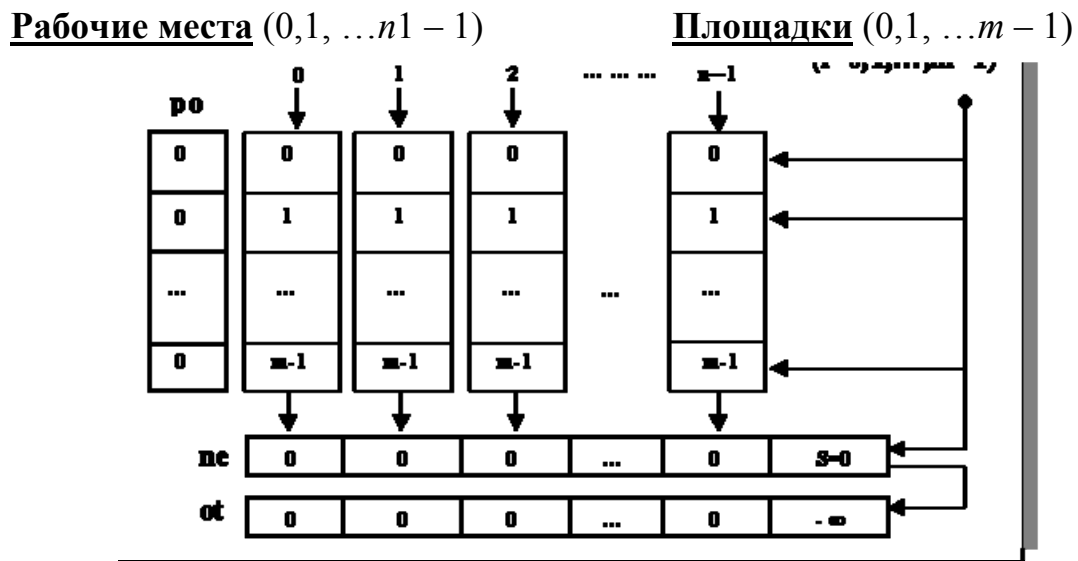 Рабочие места (0,1, …n1 – 1) Площадки (0,1, …m – 1)
0 1 2 ... ... ... n–1
po
0 0 0 0 0
0 1 1 1 1
... ... ... ... ... ...
0 m-1 m-1 m-1 m-1
ne 0 0 0 ... 0 S=0
ot 0 0 0 ... 0 - ∞